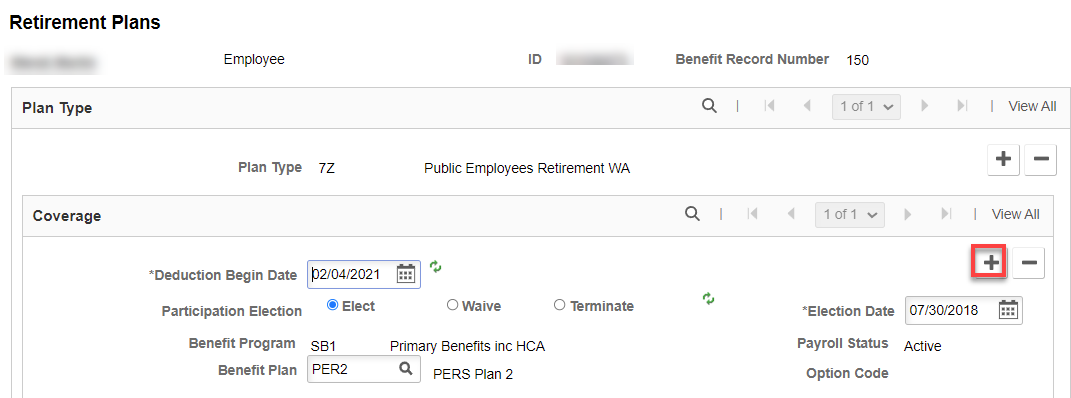 Retirement Plans
Employee ID Benefit Record Number 150
Plan Type 1 of 1 View All
Plan Type 7Z Public Employees Retirement WA
Coverage 1 of 1 View All
*Deduction Begin Date 02/04/2021
Participation Election Elect Waive Terminate *Election Date 07/30/2018
Benefit Program SB1 Primary Benefits inc HCA Payroll Status Active
Benefit Plan PER2 PERS Plan 2 Option Code